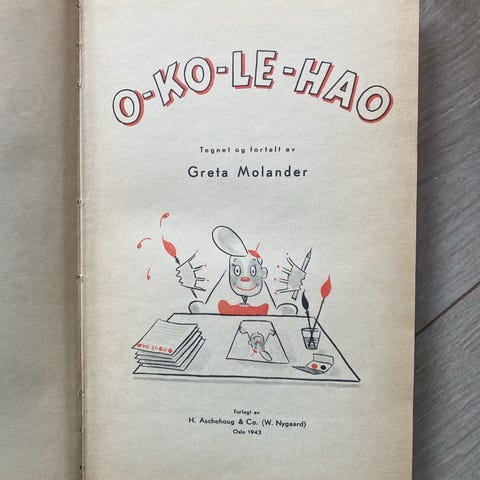 O-KO-LE-HAO
Tegnet og fortalt av
Greta Molander
Forlagt av
H. Aschehoug & Co. (W. Nygaard)
Oslo 1943